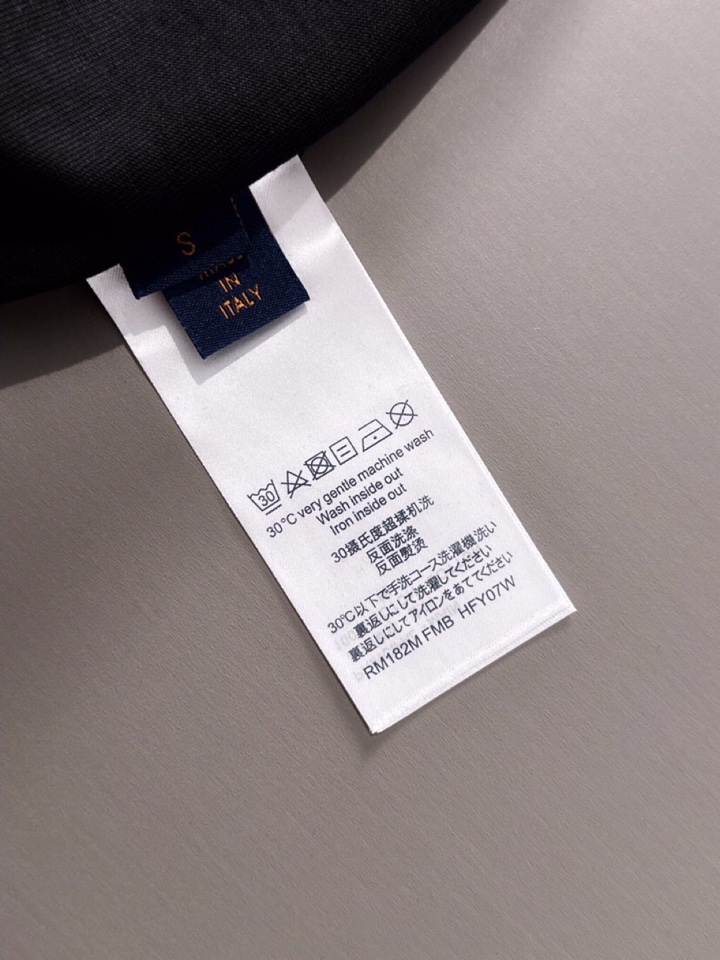 S
MADE
IN
ITALY
30
30°C very gentle machine wash
Wash inside out
Iron inside out
30摄氏度超揉机洗
反面洗涤
反面熨烫
30℃以下で手洗コース洗濯機洗い
裏返しにして洗濯してください
裏返しにしてアイロンをあててください
RM182M FMB HFY07W